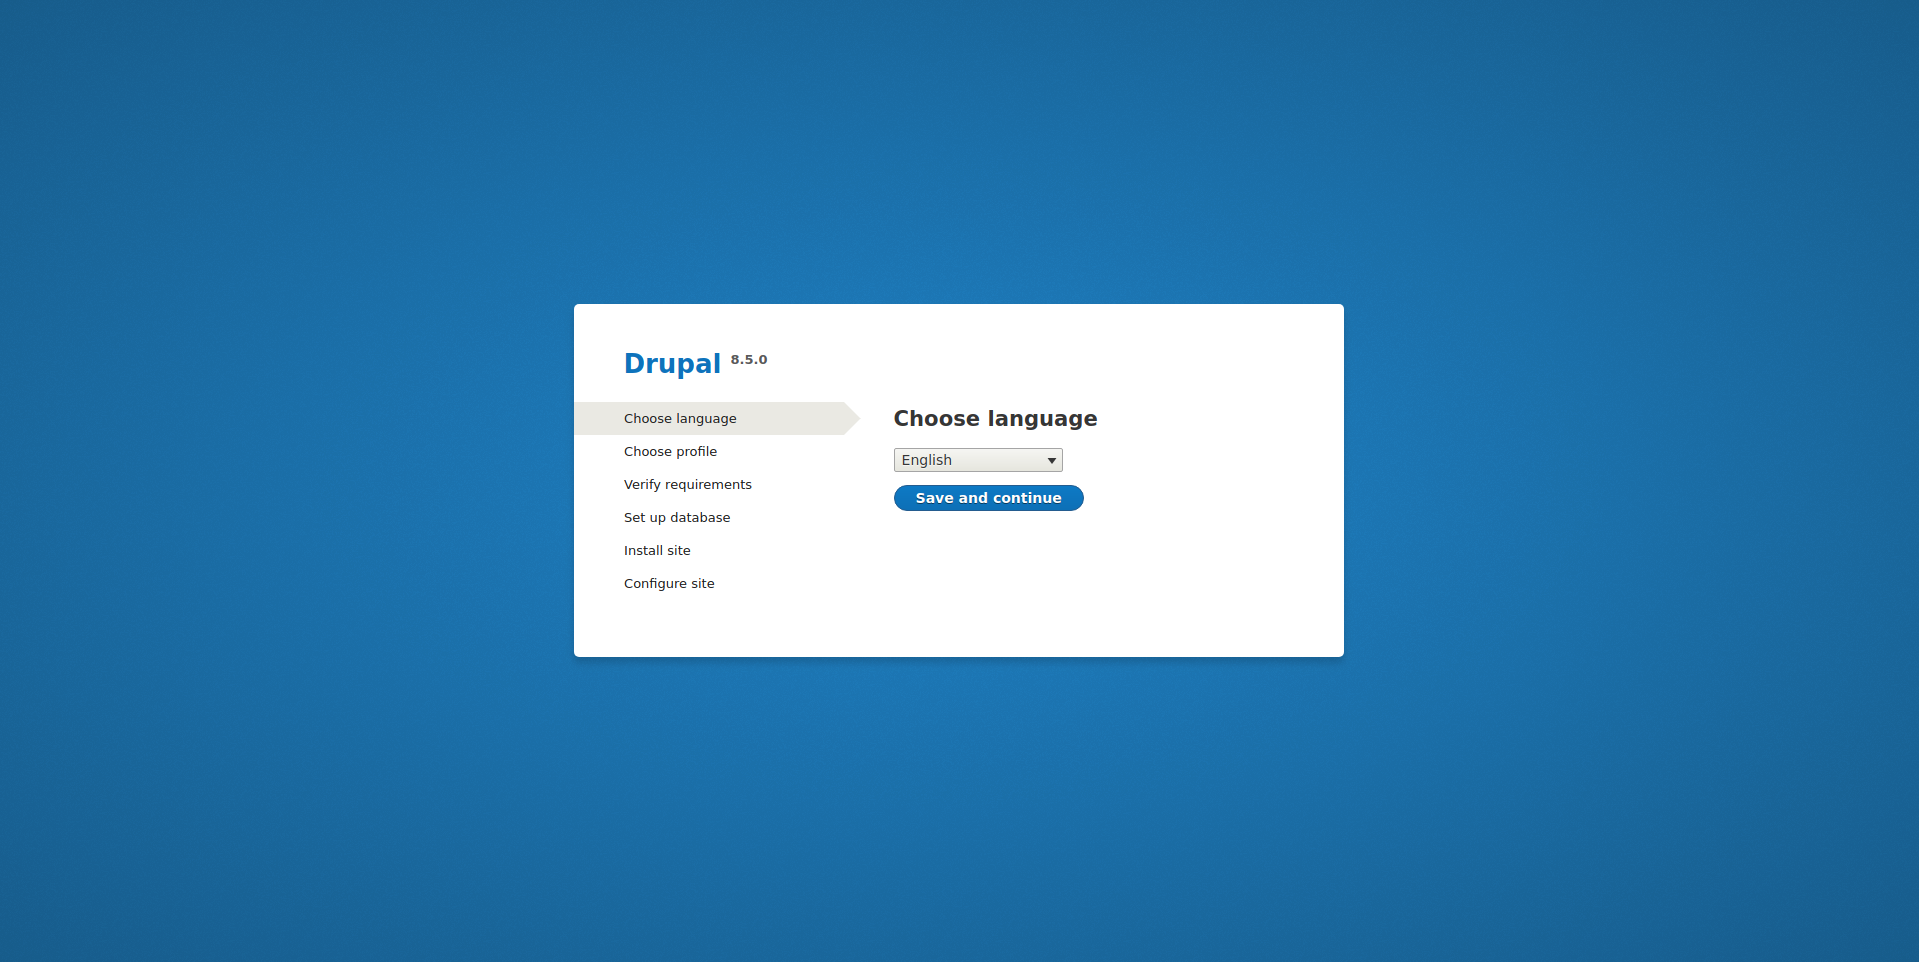 Drupal 8.5.0
Choose language
Choose profile
Verify requirements
Set up database
Install site
Configure site
Choose language
English
Save and continue